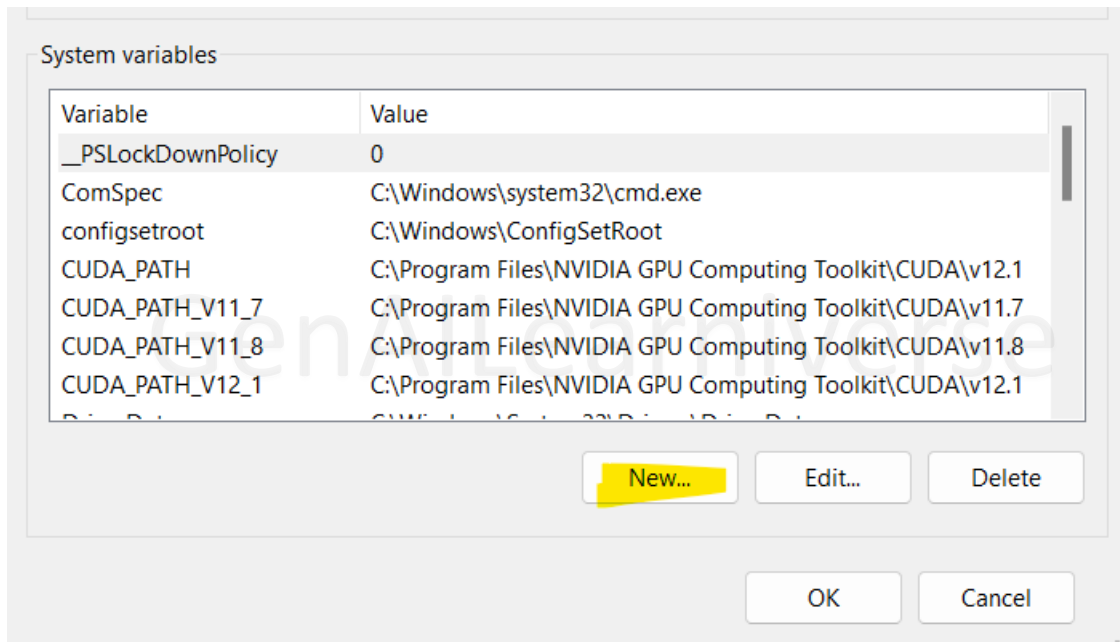 System variables
Variable Value
__PSLockDownPolicy 0
ComSpec C:\Windows\system32\cmd.exe
configsetroot C:\Windows\ConfigSetRoot
CUDA_PATH C:\Program Files\NVIDIA GPU Computing Toolkit\CUDA\v12.1
CUDA_PATH_V11_7 C:\Program Files\NVIDIA GPU Computing Toolkit\CUDA\v11.7
GenAILearniverse
CUDA_PATH_V11_8 C:\Program Files\NVIDIA GPU Computing Toolkit\CUDA\v11.8
CUDA_PATH_V12_1 C:\Program Files\NVIDIA GPU Computing Toolkit\CUDA\v12.1
New... Edit... Delete
OK Cancel